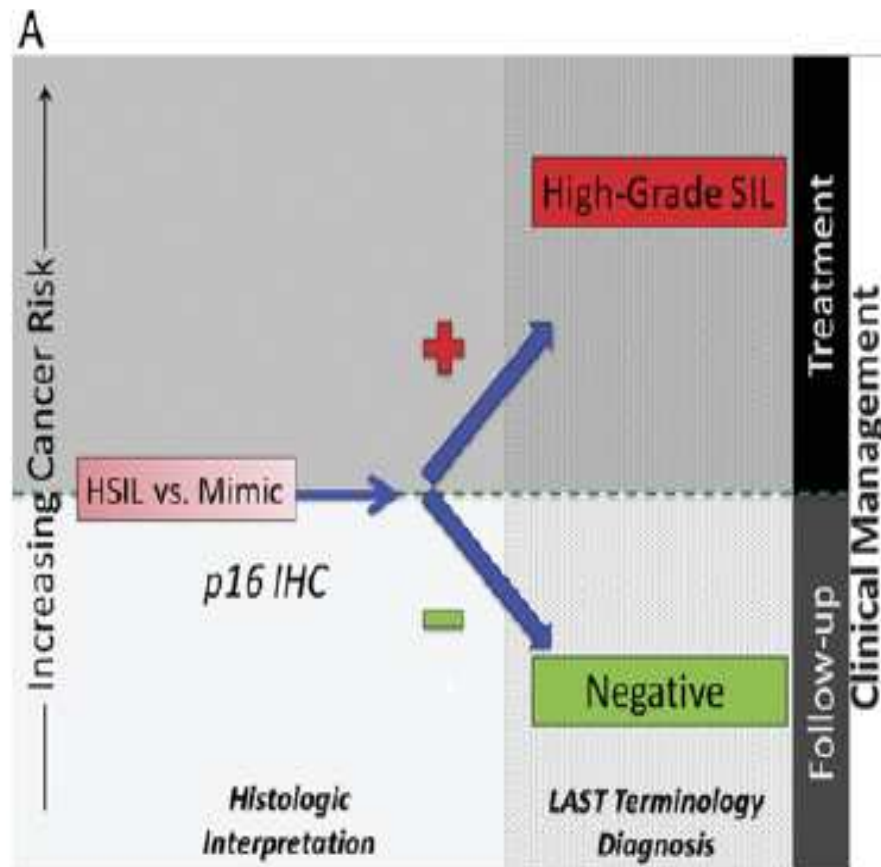 A
Increasing Cancer Risk
High-Grade SIL
HSIL vs. Mimic
p16 IHC
Negative
Histologic
Interpretation
LAST Terminology
Diagnosis
Treatment
Follow-up
Clinical Management